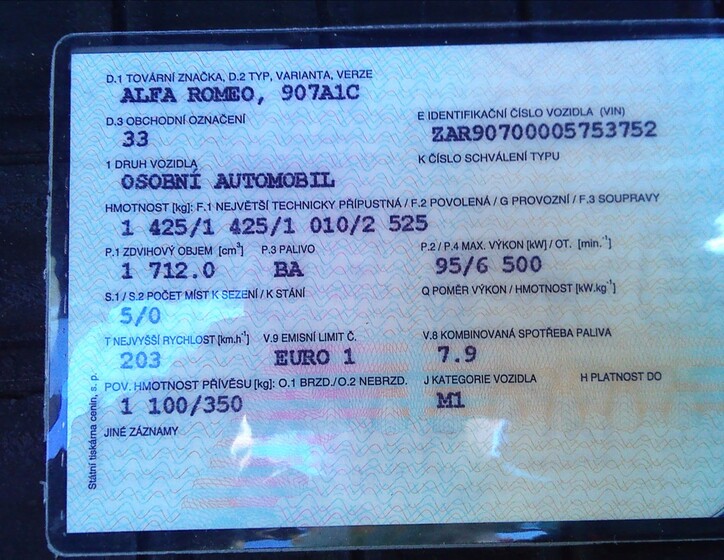 D.1 TOVÁRNÍ ZNAČKA, D.2 TYP, VARIANTA, VERZE
ALFA ROMEO, 907A1C
D.3 OBCHODNÍ OZNAČENÍ
33
E IDENTIFIKAČNÍ ČÍSLO VOZIDLA (VIN)
ZAR90700005753752
1 DRUH VOZIDLA
OSOBNÍ AUTOMOBIL
K ČÍSLO SCHVÁLENÍ TYPU
HMOTNOST [kg]: F.1 NEJVĚTŠÍ TECHNICKY PŘÍPUSTNÁ / F.2 POVOLENÁ / G PROVOZNÍ / F.3 SOUPRAVY
1 425/1 425/1 010/2 525
P.1 ZDVIHOVÝ OBJEM [cm³] P.3 PALIVO P.2 / P.4 MAX. VÝKON [kW] / OT. [min.⁻¹]
1 712.0 BA 95/6 500
S.1 / S.2 POČET MÍST K SEZENÍ / K STÁNÍ Q POMĚR VÝKON / HMOTNOST [kW.kg⁻¹]
5/0
T NEJVYŠŠÍ RYCHLOST [km.h⁻¹] V.9 EMISNÍ LIMIT Č. V.8 KOMBINOVANÁ SPOTŘEBA PALIVA
203 EURO 1 7.9
POV. HMOTNOST PŘÍVĚSU [kg]: O.1 BRZD./O.2 NEBRZD. J KATEGORIE VOZIDLA H PLATNOST DO
1 100/350 M1
JINÉ ZÁZNAMY
Státní tiskárna cenin, s. p.